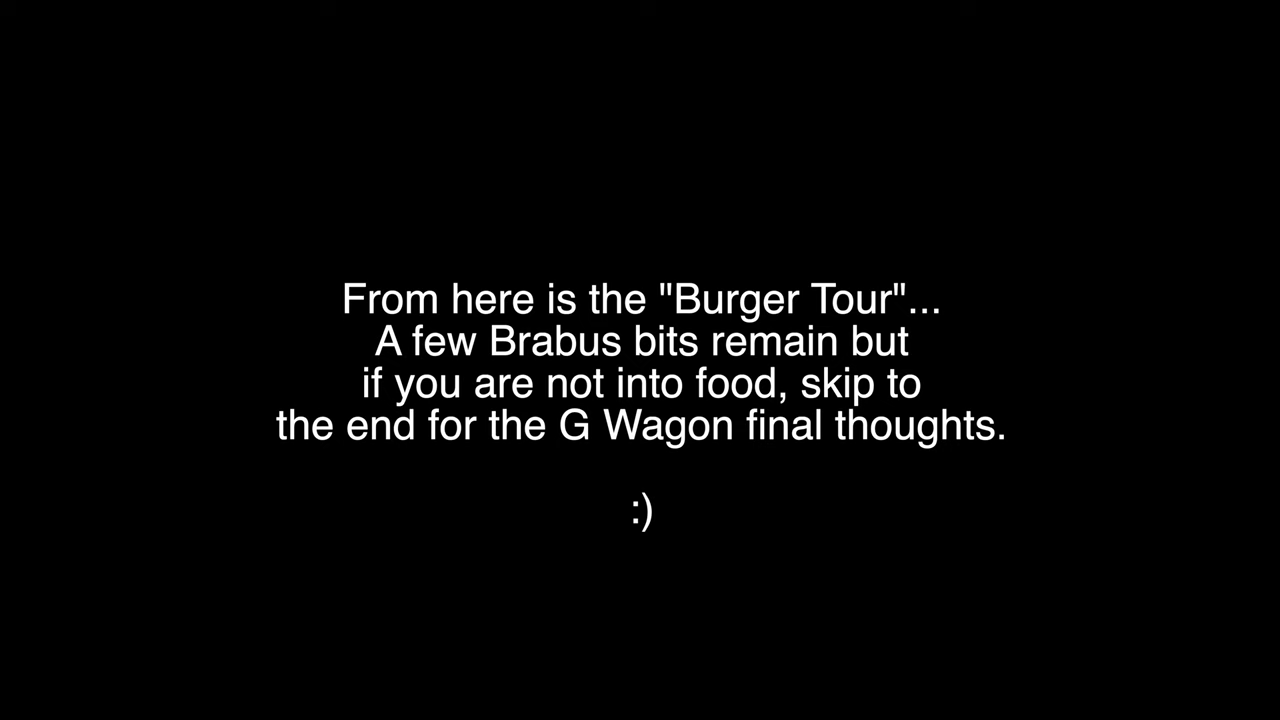 From here is the "Burger Tour"...
A few Brabus bits remain but
if you are not into food, skip to
the end for the G Wagon final thoughts.
:)